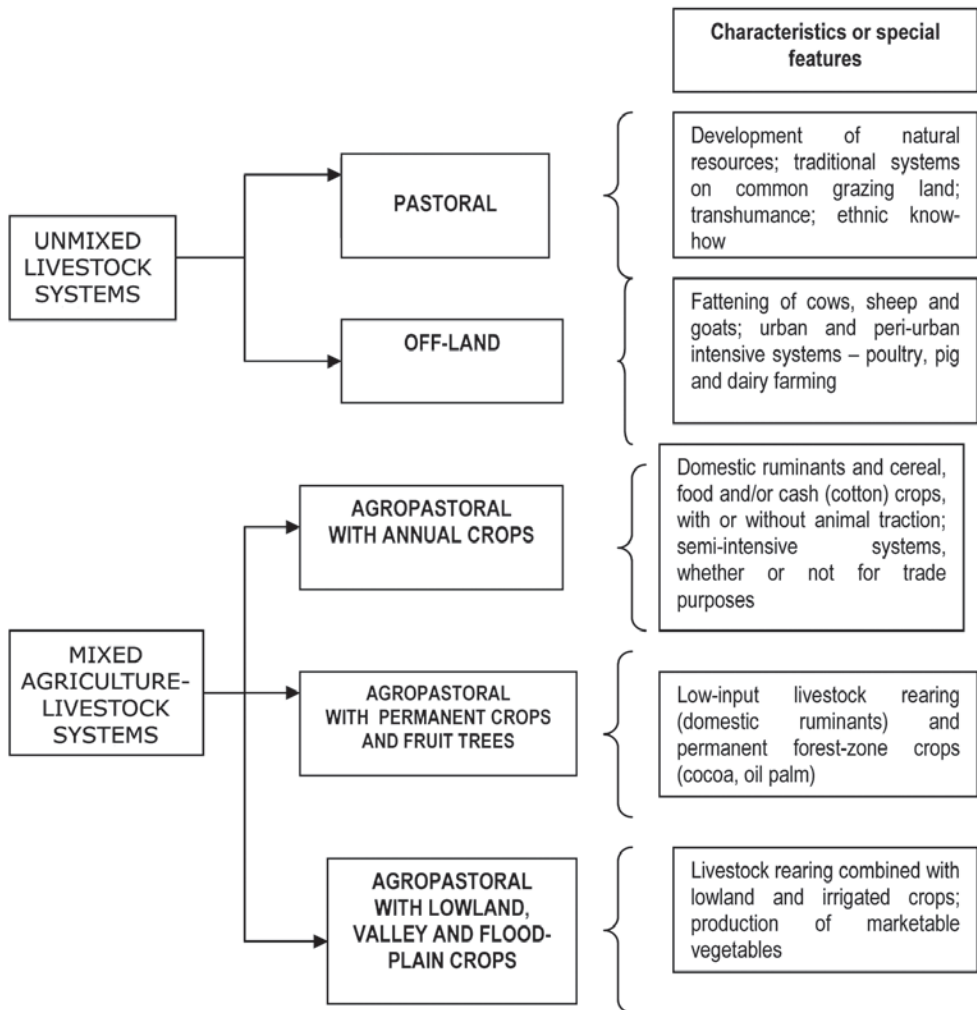 Characteristics or special
features
UNMIXED
LIVESTOCK
SYSTEMS
PASTORAL
Development of natural
resources; traditional systems
on common grazing land;
transhumance; ethnic know-
how
OFF-LAND
Fattening of cows, sheep and
goats; urban and peri-urban
intensive systems – poultry, pig
and dairy farming
MIXED
AGRICULTURE-
LIVESTOCK
SYSTEMS
AGROPASTORAL
WITH ANNUAL CROPS
Domestic ruminants and cereal,
food and/or cash (cotton) crops,
with or without animal traction;
semi-intensive systems,
whether or not for trade
purposes
AGROPASTORAL
WITH PERMANENT CROPS
AND FRUIT TREES
Low-input livestock rearing
(domestic ruminants) and
permanent forest-zone crops
(cocoa, oil palm)
AGROPASTORAL
WITH LOWLAND,
VALLEY AND FLOOD-
PLAIN CROPS
Livestock rearing combined with
lowland and irrigated crops;
production of marketable
vegetables